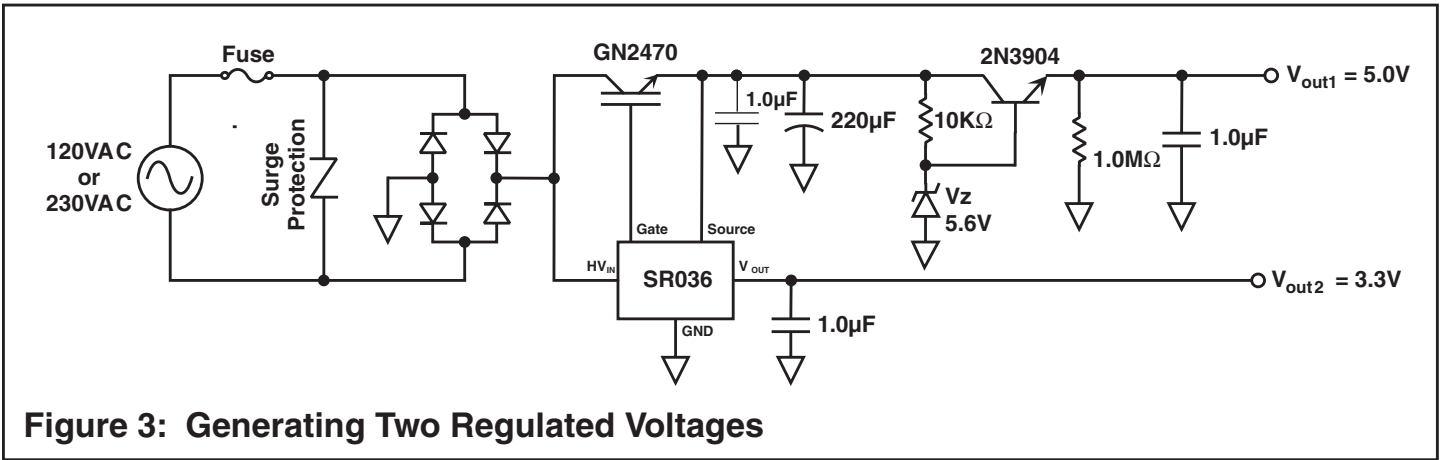 Fuse
120VAC
or
230VAC
Surge
Protection
GN2470
1.0µF
220µF
10KΩ
Vz
5.6V
2N3904
1.0MΩ
1.0µF
Vout1 = 5.0V
Gate
Source
HVIN
SR036
VOUT
GND
1.0µF
Vout2 = 3.3V
Figure 3: Generating Two Regulated Voltages